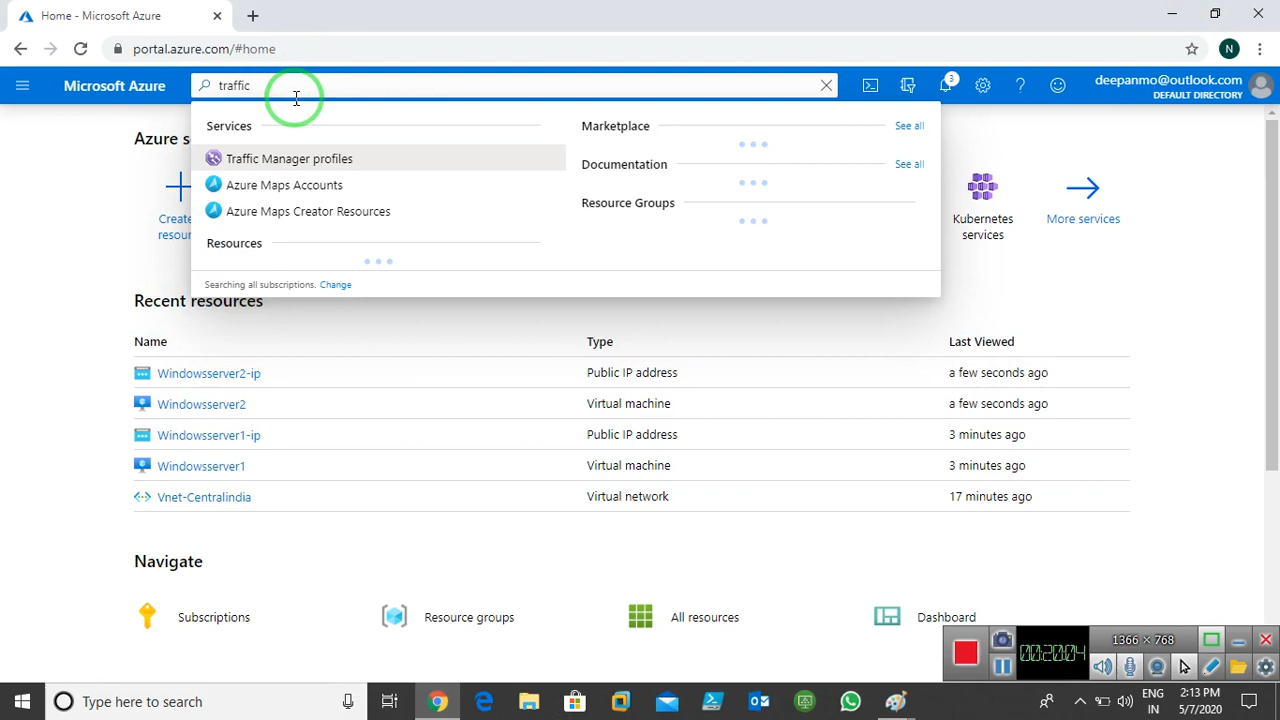 Home - Microsoft Azure
portal.azure.com/#home
N
Microsoft Azure
traffic
3
deepanmo@outlook.com
DEFAULT DIRECTORY
Services
Traffic Manager profiles
Azure Maps Accounts
Azure Maps Creator Resources
Resources
Marketplace
See all
Documentation
See all
Resource Groups
Searching all subscriptions. Change
Azure s
Create
resou
Kubernetes
services
More services
Recent resources
Name
Type
Last Viewed
Windowsserver2-ip
Public IP address
a few seconds ago
Windowsserver2
Virtual machine
a few seconds ago
Windowsserver1-ip
Public IP address
3 minutes ago
Windowsserver1
Virtual machine
3 minutes ago
Vnet-Centralindia
Virtual network
17 minutes ago
Navigate
Subscriptions
Resource groups
All resources
Dashboard
00:20:04
1366 × 768
Type here to search
ENG
IN
2:13 PM
5/7/2020